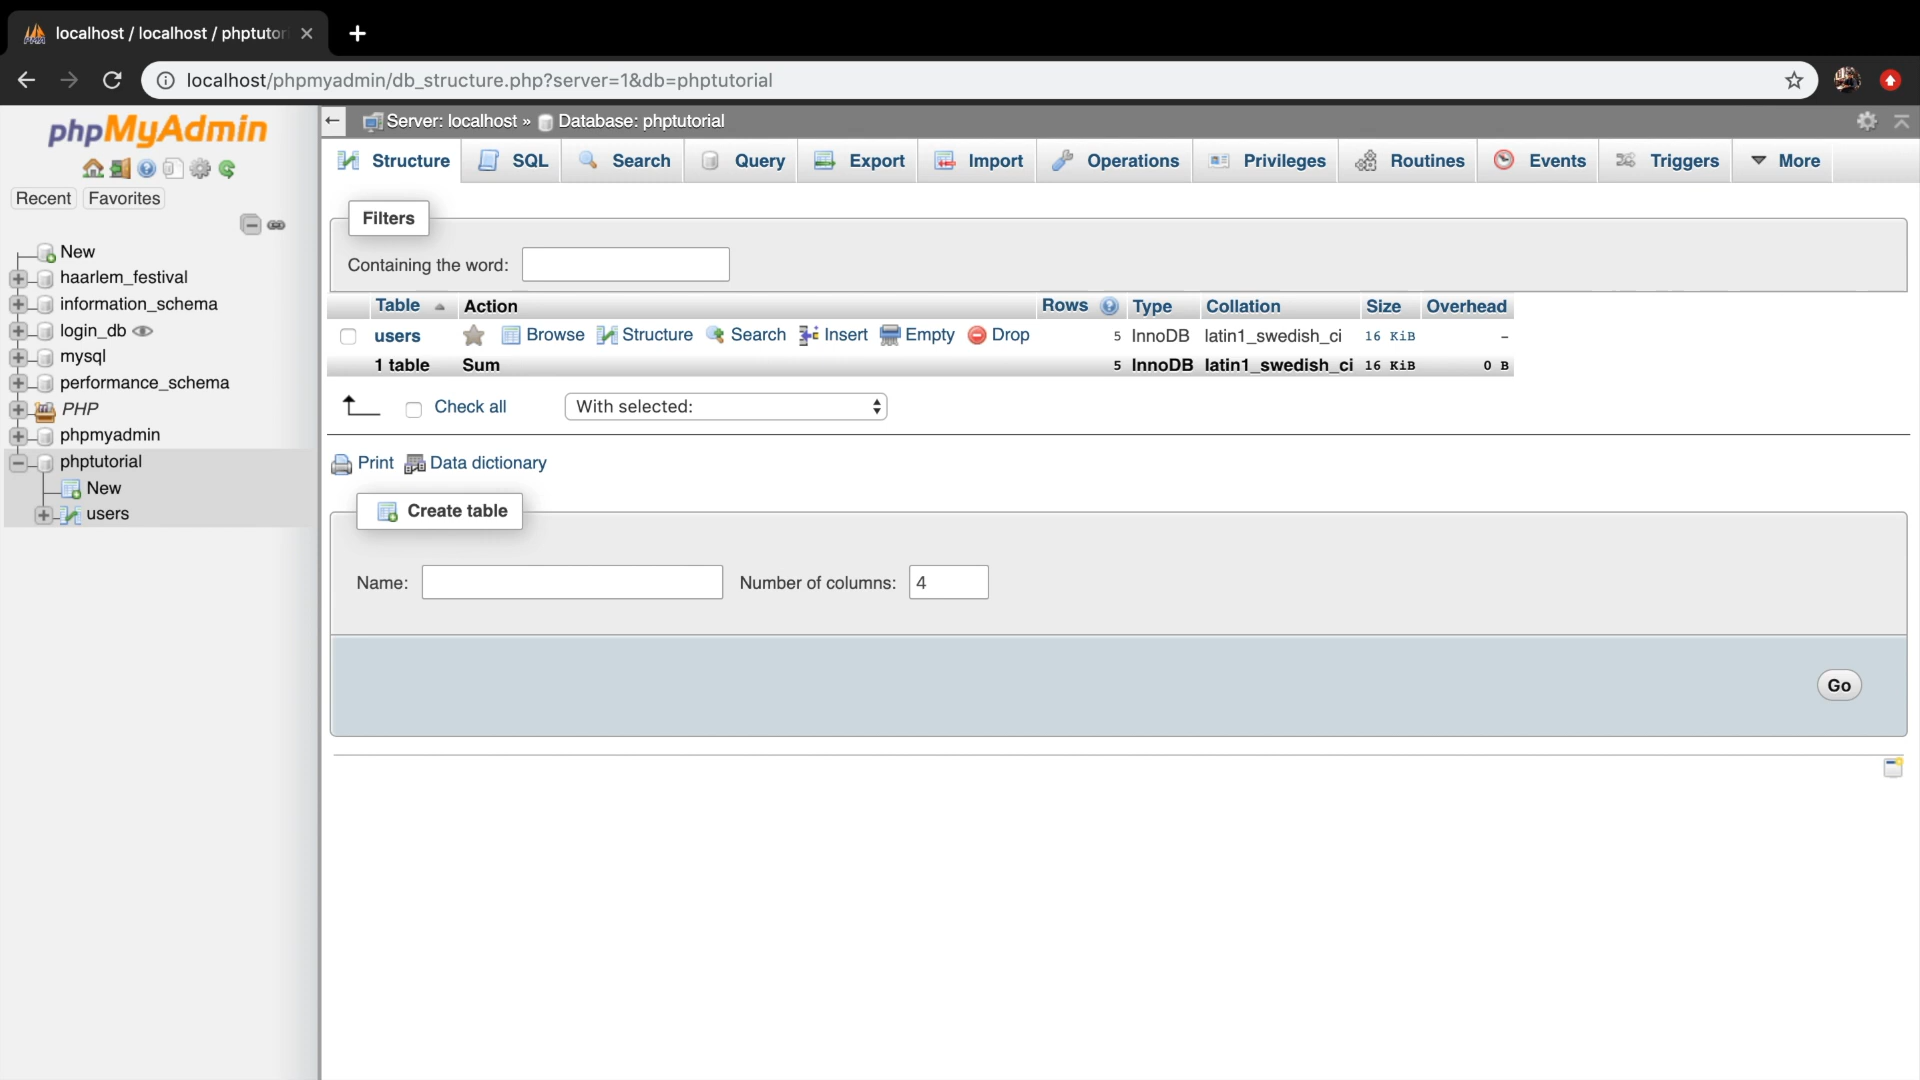 localhost / localhost / phptutor
localhost/phpmyadmin/db_structure.php?server=1&db=phptutorial
phpMyAdmin
Recent Favorites
New
haarlem_festival
information_schema
login_db
mysql
performance_schema
PHP
phpmyadmin
phptutorial
New
users
Server: localhost » Database: phptutorial
Structure SQL Search Query Export Import Operations Privileges Routines Events Triggers More
Filters
Containing the word:
Table Action Rows Type Collation Size Overhead
users Browse Structure Search Insert Empty Drop 5 InnoDB latin1_swedish_ci 16 KiB –
1 table Sum 5 InnoDB latin1_swedish_ci 16 KiB 0 B
Check all With selected:
Print Data dictionary
Create table
Name: Number of columns: 4
Go